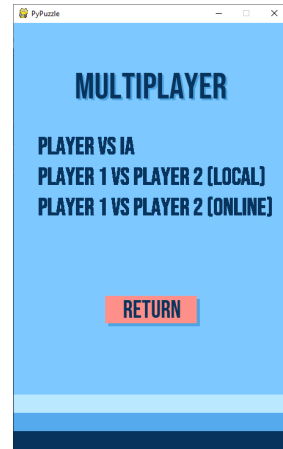 PyPuzzle
MULTIPLAYER
PLAYER VS IA
PLAYER 1 VS PLAYER 2 (LOCAL)
PLAYER 1 VS PLAYER 2 (ONLINE)
RETURN